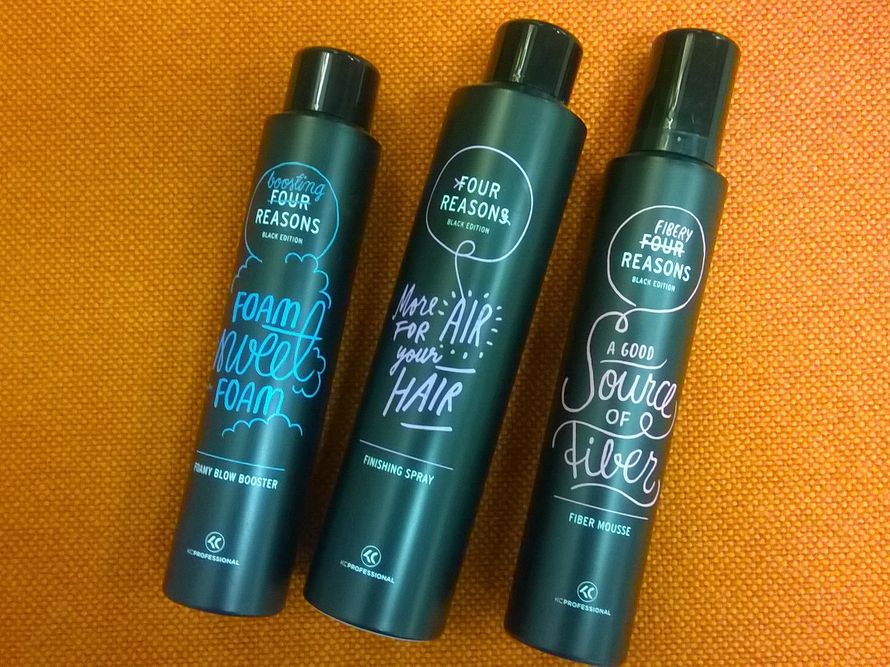 boosting
FOUR
REASONS
BLACK EDITION
FOAM
sweet
FOAM
FOAMY BLOW BOOSTER
KCPROFESSIONAL
FOUR
REASONS
BLACK EDITION
More AIR
FOR
your
HAIR
FINISHING SPRAY
KCPROFESSIONAL
FIBERY
FOUR
REASONS
BLACK EDITION
A GOOD
Source
OF
Fiber
FIBER MOUSSE
KCPROFESSIONAL